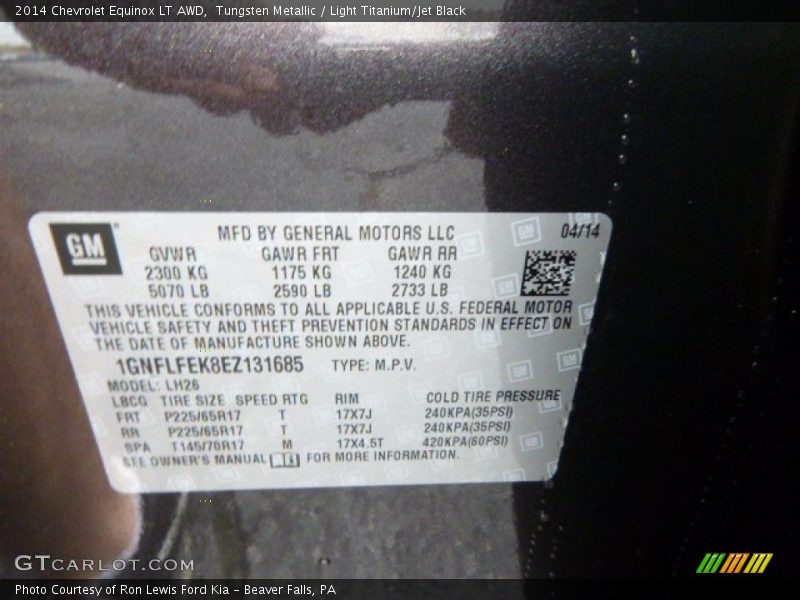 2014 Chevrolet Equinox LT AWD, Tungsten Metallic / Light Titanium/Jet Black
GM
MFD BY GENERAL MOTORS LLC 04/14
GVWR GAWR FRT GAWR RR
2300 KG 1175 KG 1240 KG
5070 LB 2590 LB 2733 LB
THIS VEHICLE CONFORMS TO ALL APPLICABLE U.S. FEDERAL MOTOR
VEHICLE SAFETY AND THEFT PREVENTION STANDARDS IN EFFECT ON
THE DATE OF MANUFACTURE SHOWN ABOVE.
1GNFLFEK8EZ131685 TYPE: M.P.V.
MODEL: LH26
LBCG TIRE SIZE SPEED RTG RIM COLD TIRE PRESSURE
FRT P225/65R17 T 17X7J 240KPA(35PSI)
RR P225/65R17 T 17X7J 240KPA(35PSI)
SPA T145/70R17 M 17X4.5T 420KPA(60PSI)
SEE OWNER'S MANUAL FOR MORE INFORMATION.
GTCARLOT.COM
Photo Courtesy of Ron Lewis Ford Kia - Beaver Falls, PA